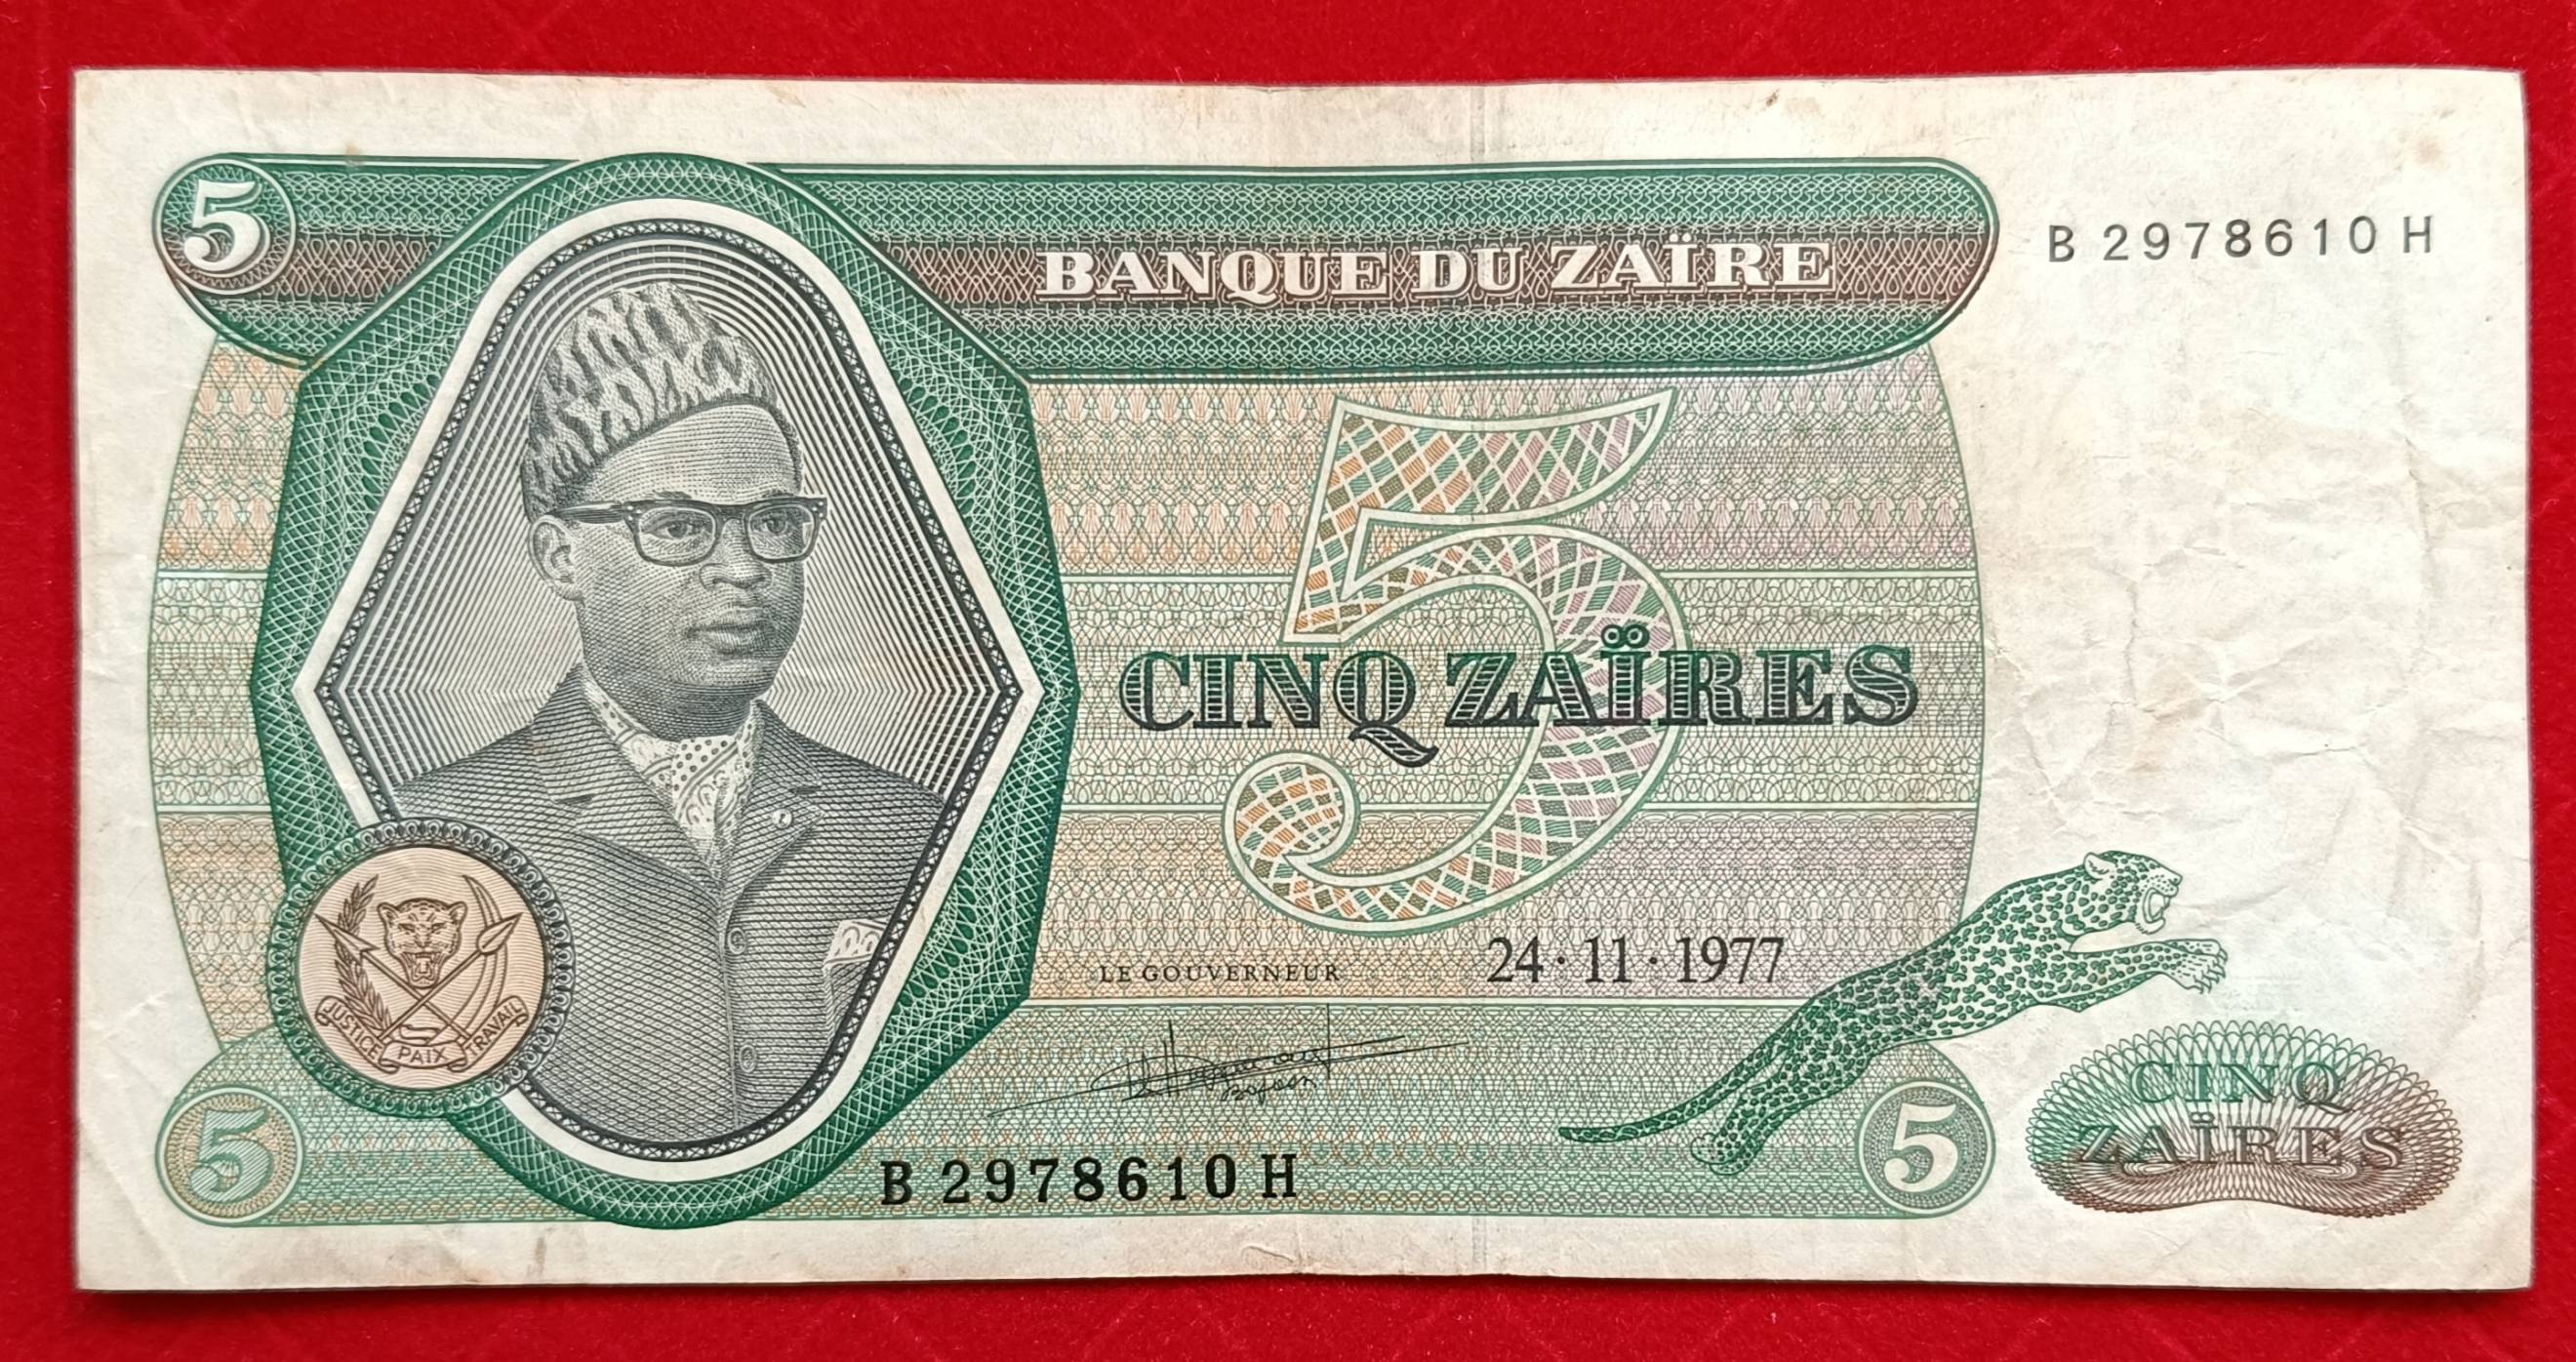 5
BANQUE DU ZAÏRE
B 2978610 H
5
CINQ ZAÏRES
LE GOUVERNEUR
24·11·1977
JUSTICE
PAIX
TRAVAIL
5
B 2978610 H
5
CINQ
ZAÏRES